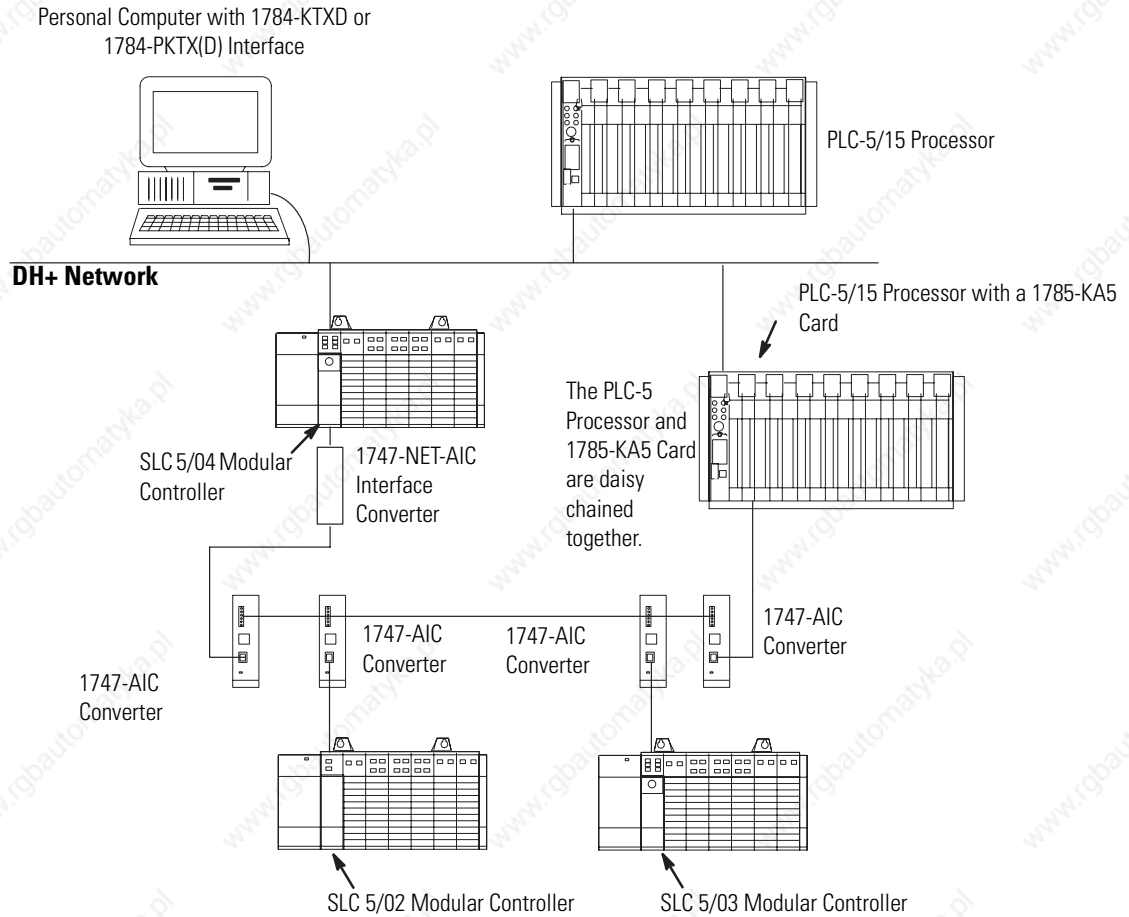 Personal Computer with 1784-KTXD or
1784-PKTX(D) Interface
PLC-5/15 Processor
DH+ Network
PLC-5/15 Processor with a 1785-KA5
Card
The PLC-5
Processor and
1785-KA5 Card
are daisy
chained
together.
SLC 5/04 Modular
Controller
1747-NET-AIC
Interface
Converter
1747-AIC
Converter
1747-AIC
Converter
1747-AIC
Converter
1747-AIC
Converter
SLC 5/02 Modular Controller
SLC 5/03 Modular Controller
www.rgbautomatyka.pl